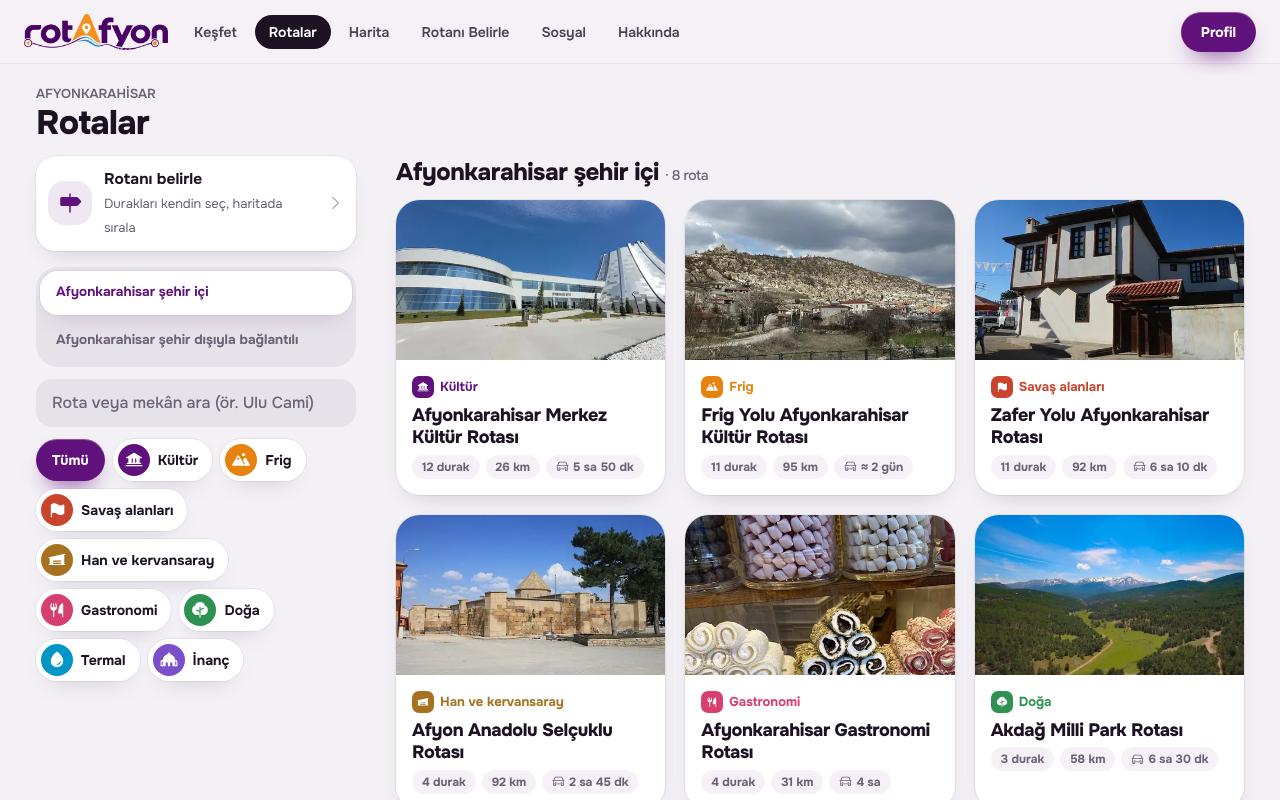 rotAfyon
Keşfet
Rotalar
Harita
Rotanı Belirle
Sosyal
Hakkında
Profil
AFYONKARAHİSAR
Rotalar
Rotanı belirle
Durakları kendin seç, haritada
sırala
Afyonkarahisar şehir içi
Afyonkarahisar şehir dışıyla bağlantılı
Rota veya mekân ara (ör. Ulu Cami)
Tümü
Kültür
Frig
Savaş alanları
Han ve kervansaray
Gastronomi
Doğa
Termal
İnanç
Afyonkarahisar şehir içi · 8 rota
Kültür
Afyonkarahisar Merkez
Kültür Rotası
12 durak
26 km
5 sa 50 dk
Frig
Frig Yolu Afyonkarahisar
Kültür Rotası
11 durak
95 km
≈ 2 gün
Savaş alanları
Zafer Yolu Afyonkarahisar
Rotası
11 durak
92 km
6 sa 10 dk
Han ve kervansaray
Afyon Anadolu Selçuklu
Rotası
4 durak
92 km
2 sa 45 dk
Gastronomi
Afyonkarahisar Gastronomi
Rotası
4 durak
31 km
4 sa
Doğa
Akdağ Milli Park Rotası
3 durak
58 km
6 sa 30 dk